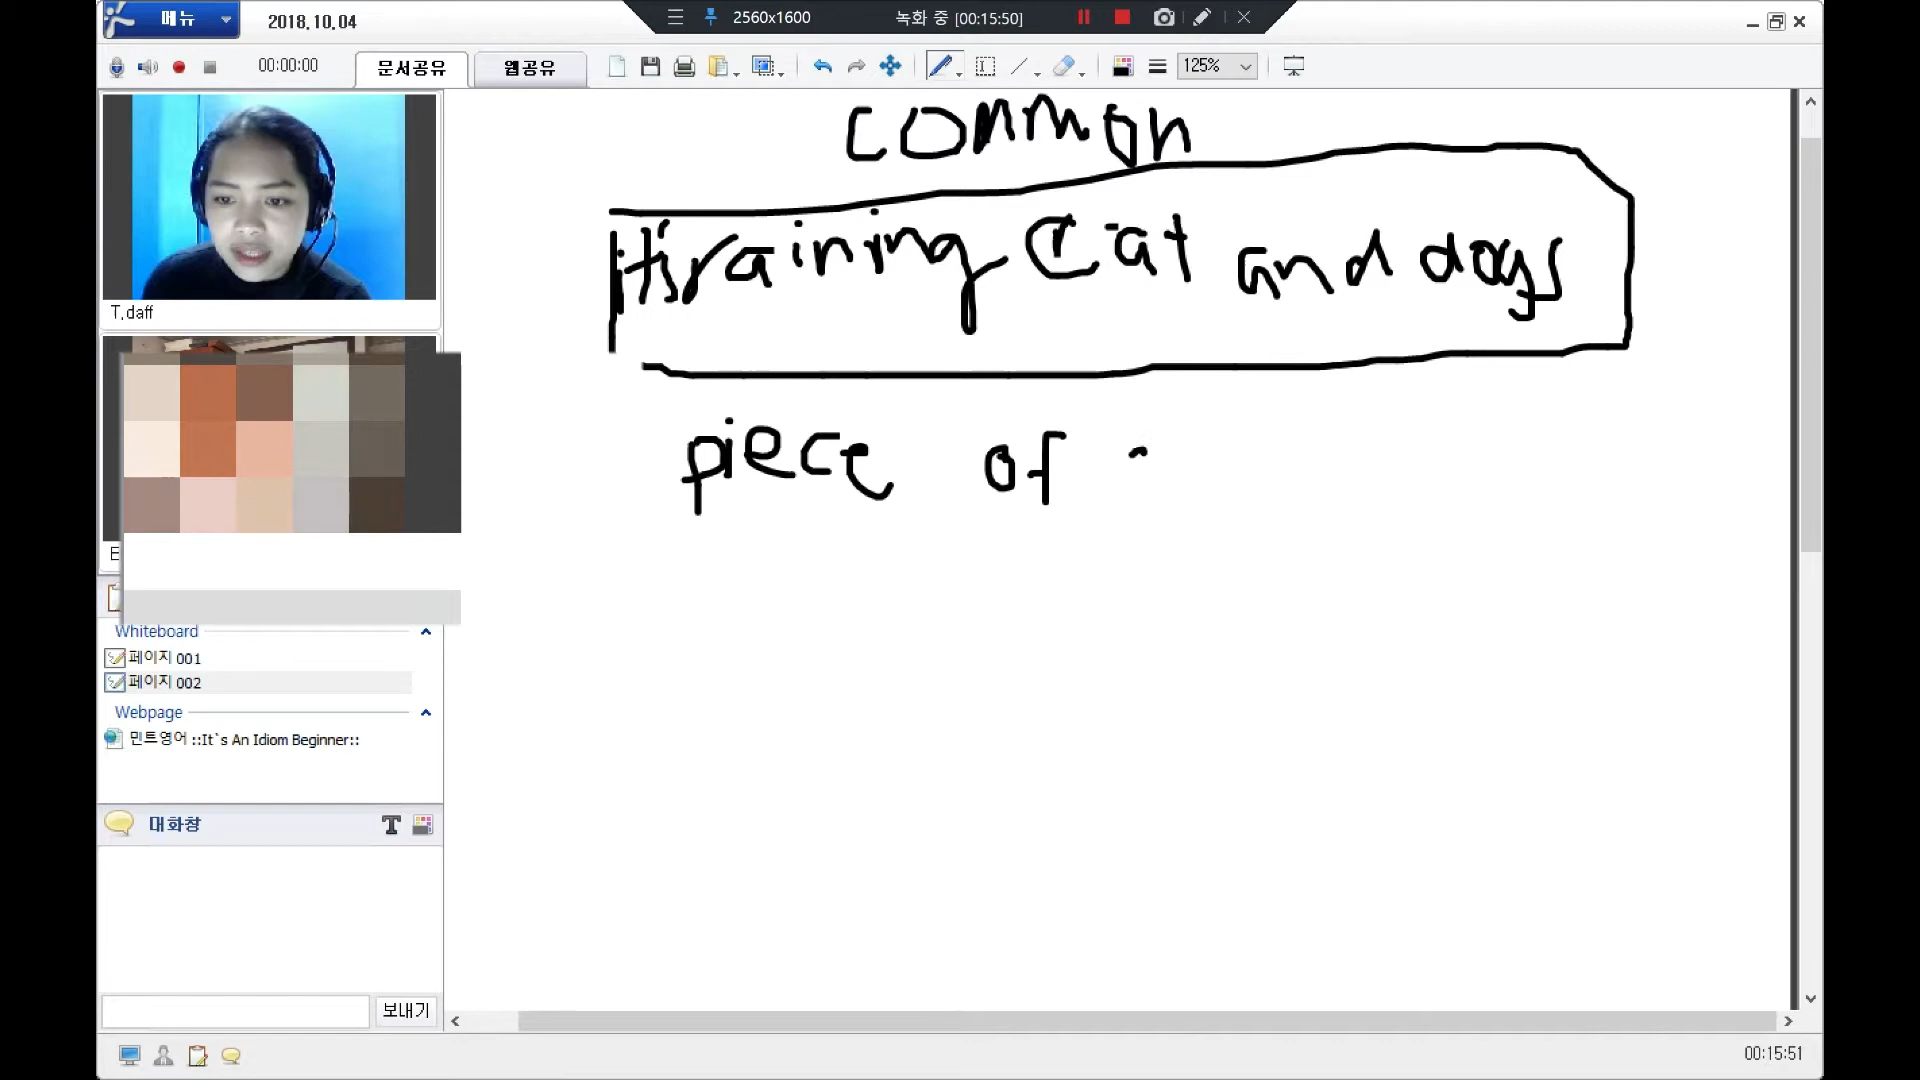 메뉴 2018.10.04 2560x1600 녹화 중 [00:15:50]
00:00:00 문서공유 웹공유 125%
common
T.daff
itsraining Cat and dogs
piece of
E
Whiteboard
페이지 001
페이지 002
Webpage
민트영어 ::It`s An Idiom Beginner::
대화창 T
보내기
00:15:51